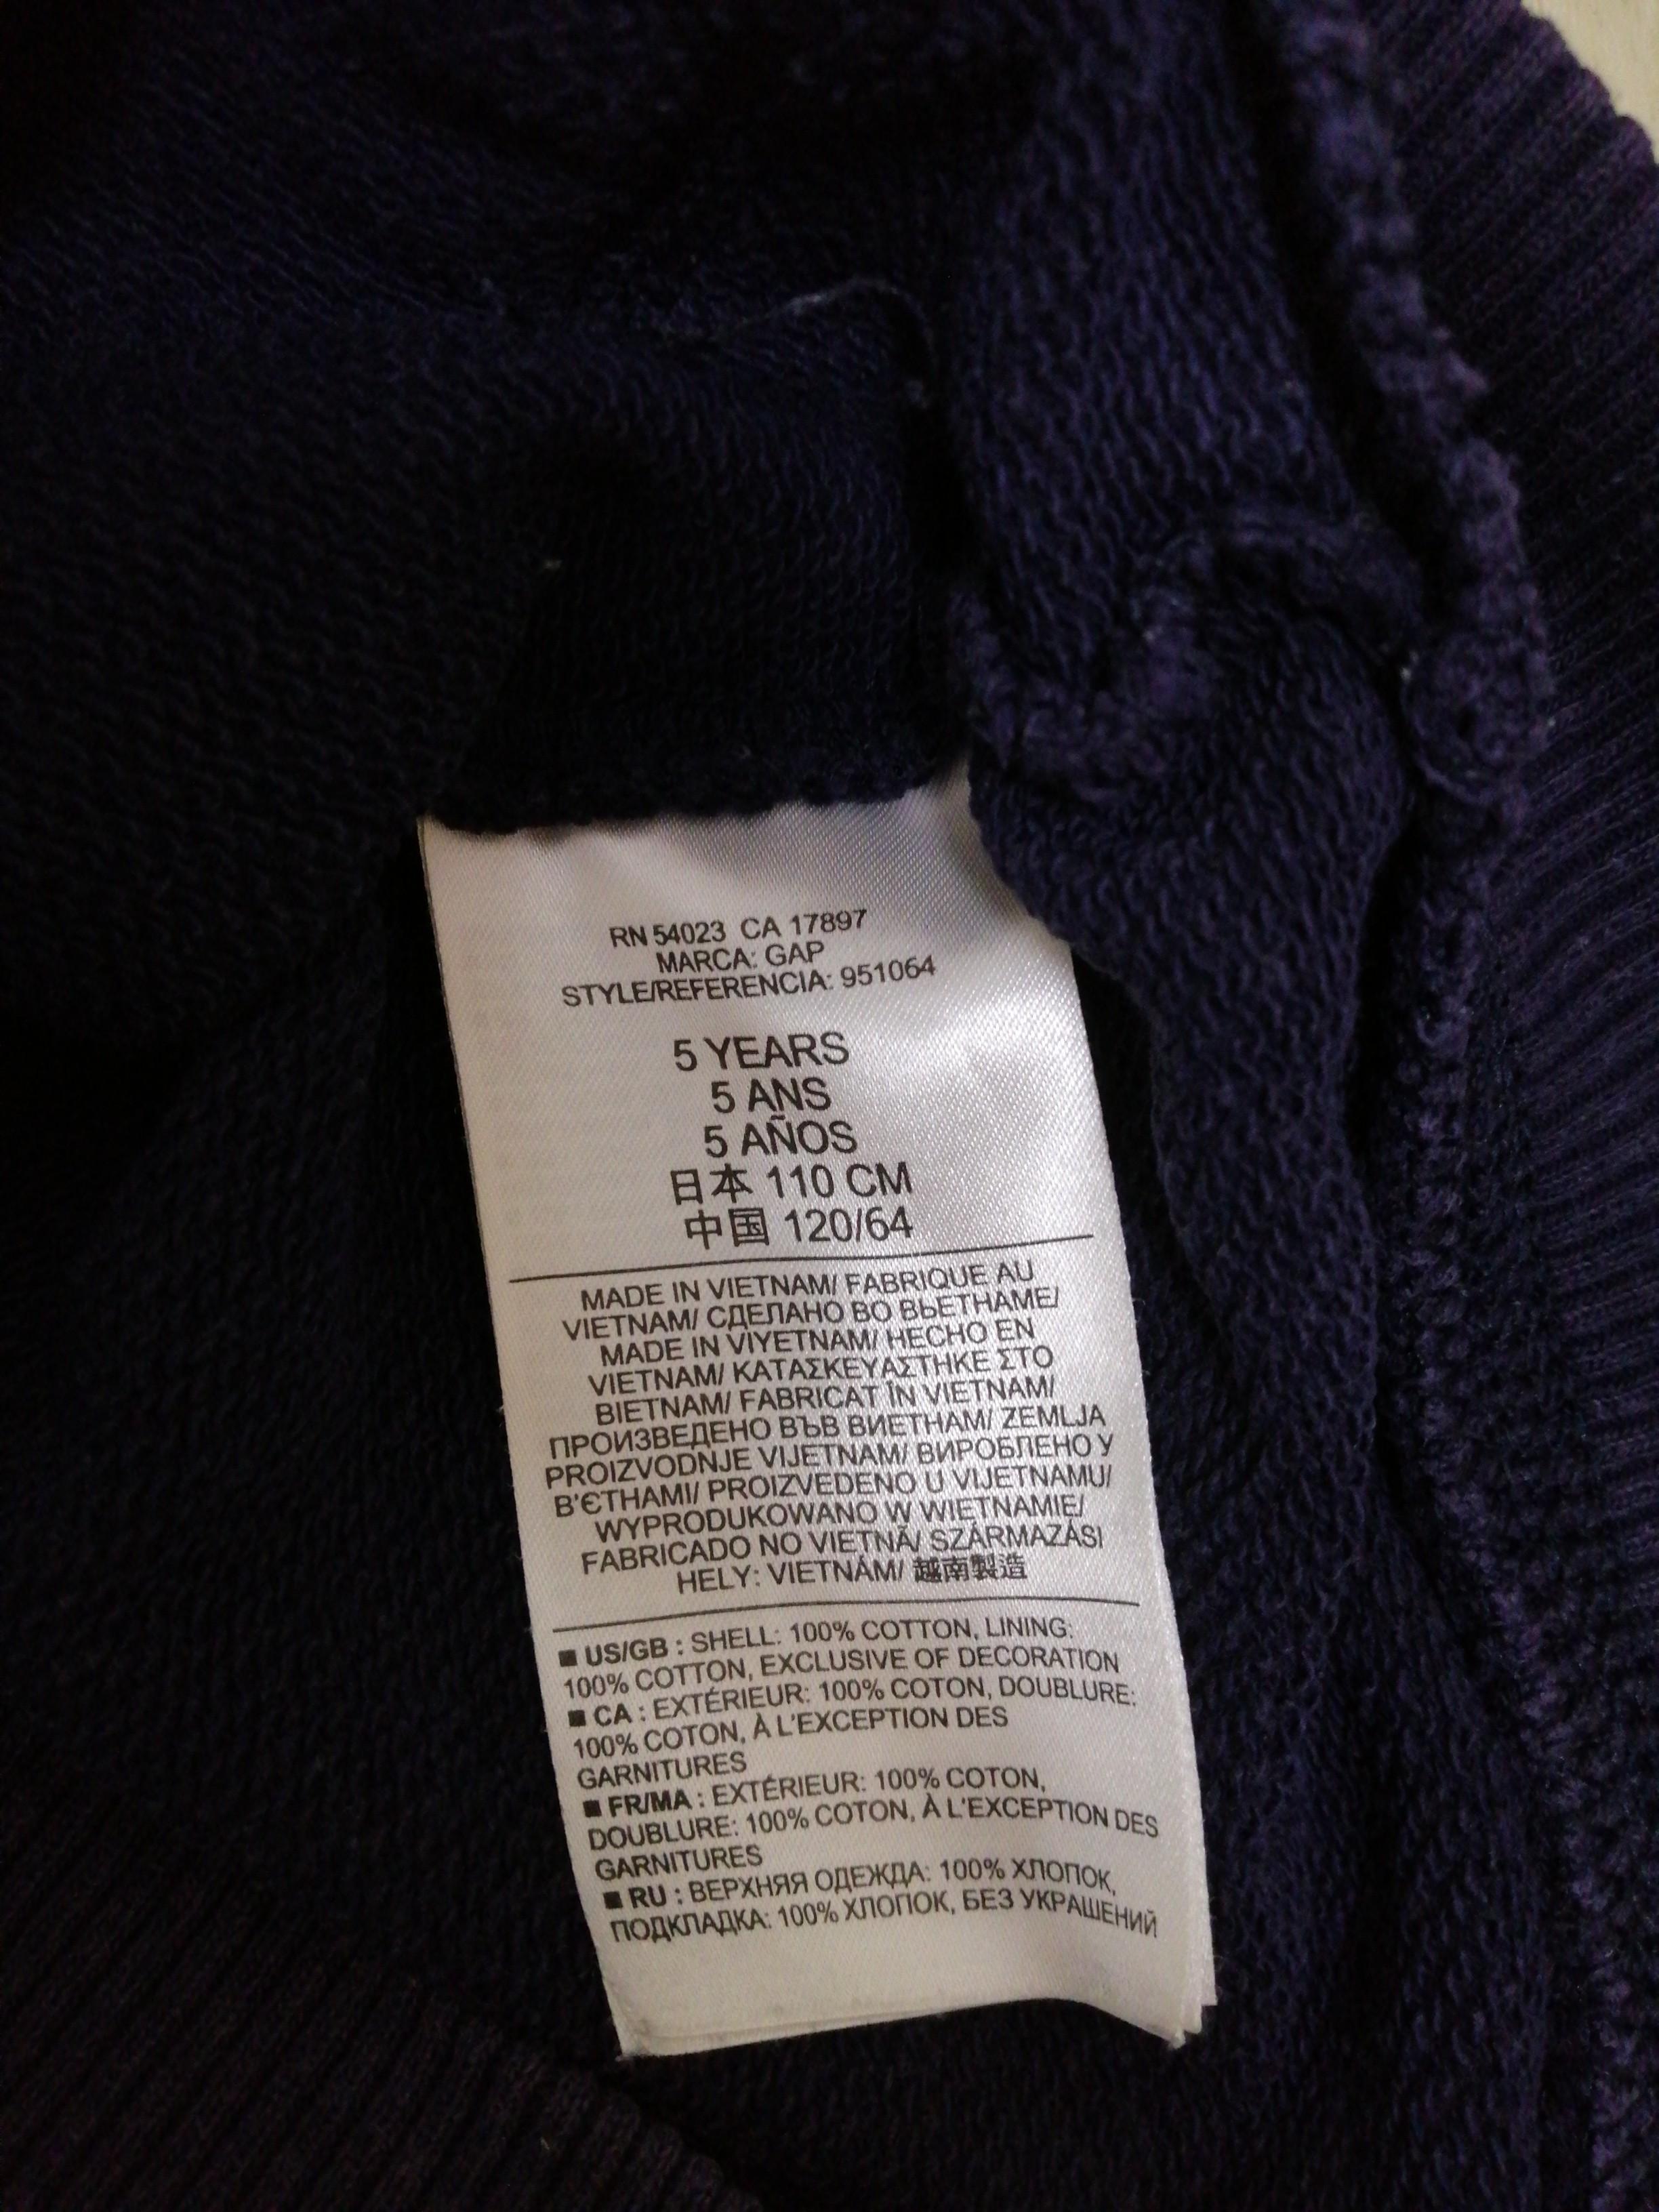 RN 54023 CA 17897
MARCA: GAP
STYLE/REFERENCIA: 951064
5 YEARS
5 ANS
5 AÑOS
日本 110 CM
中国 120/64
MADE IN VIETNAM/ FABRIQUE AU
VIETNAM/ СДЕЛАНО ВО ВЬЕТНАМЕ/
MADE IN VIYETNAM/ HECHO EN
VIETNAM/ ΚΑΤΑΣΚΕΥΑΣΤΗΚΕ ΣΤΟ
ΒΙΕΤΝΑΜ/ FABRICAT ÎN VIETNAM/
ПРОИЗВЕДЕНО ВЪВ ВИЕТНАМ/ ZEMLJA
PROIZVODNJE VIJETNAM/ ВИРОБЛЕНО У
В'ЄТНАМІ/ PROIZVEDENO U VIJETNAMU/
WYPRODUKOWANO W WIETNAMIE/
FABRICADO NO VIETNÃ/ SZÁRMAZÁSI
HELY: VIETNÁM/ 越南製造
■ US/GB : SHELL: 100% COTTON, LINING:
100% COTTON, EXCLUSIVE OF DECORATION
■ CA : EXTÉRIEUR: 100% COTON, DOUBLURE:
100% COTON, À L'EXCEPTION DES
GARNITURES
■ FR/MA : EXTÉRIEUR: 100% COTON,
DOUBLURE: 100% COTON, À L'EXCEPTION DES
GARNITURES
■ RU : ВЕРХНЯЯ ОДЕЖДА: 100% ХЛОПОК,
ПОДКЛАДКА: 100% ХЛОПОК, БЕЗ УКРАШЕНИЙ